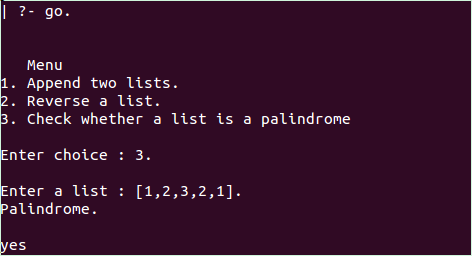 | ?- go.
Menu
1. Append two lists.
2. Reverse a list.
3. Check whether a list is a palindrome
Enter choice : 3.
Enter a list : [1,2,3,2,1].
Palindrome.
yes